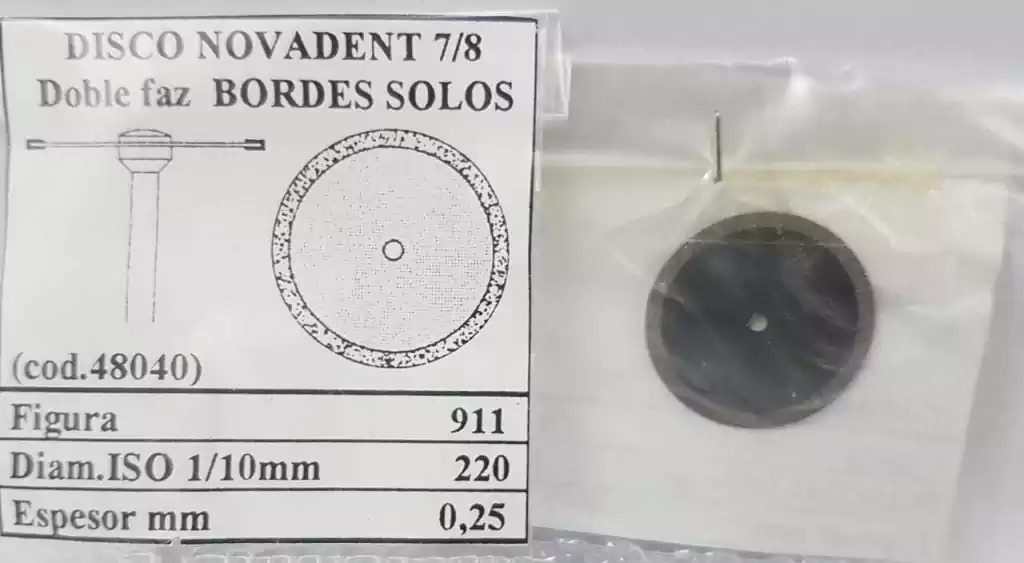 DISCO NOVADENT 7/8
Doble faz BORDES SOLOS
(cod.48040)
Figura 911
Diam.ISO 1/10mm 220
Espesor mm 0,25